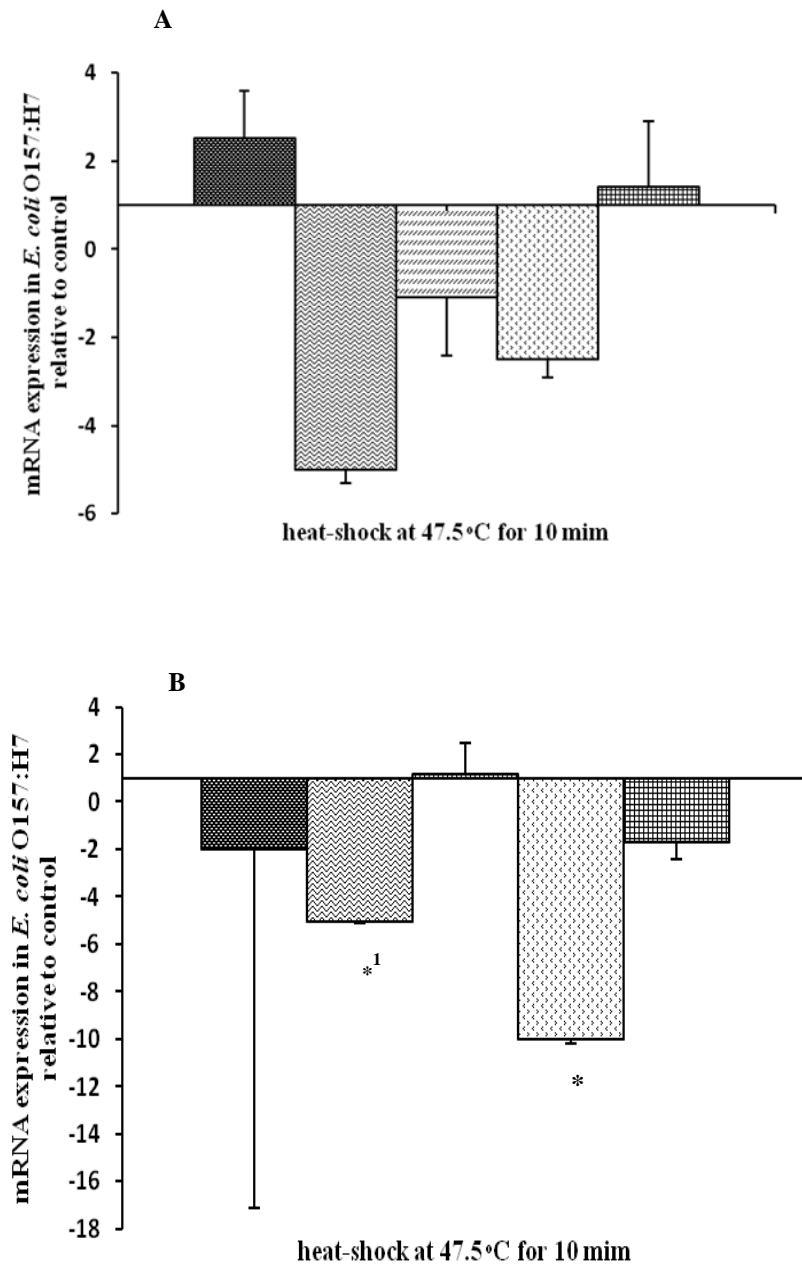 A
mRNA expression in E. coli O157:H7
relative to control
4
2
0
-2
-4
-6
heat-shock at 47.5°C for 10 mim
B
mRNA expression in E. coli O157:H7
relative to control
4
2
0
-2
-4
-6
-8
-10
-12
-14
-16
-18
*1
*
heat-shock at 47.5°C for 10 mim